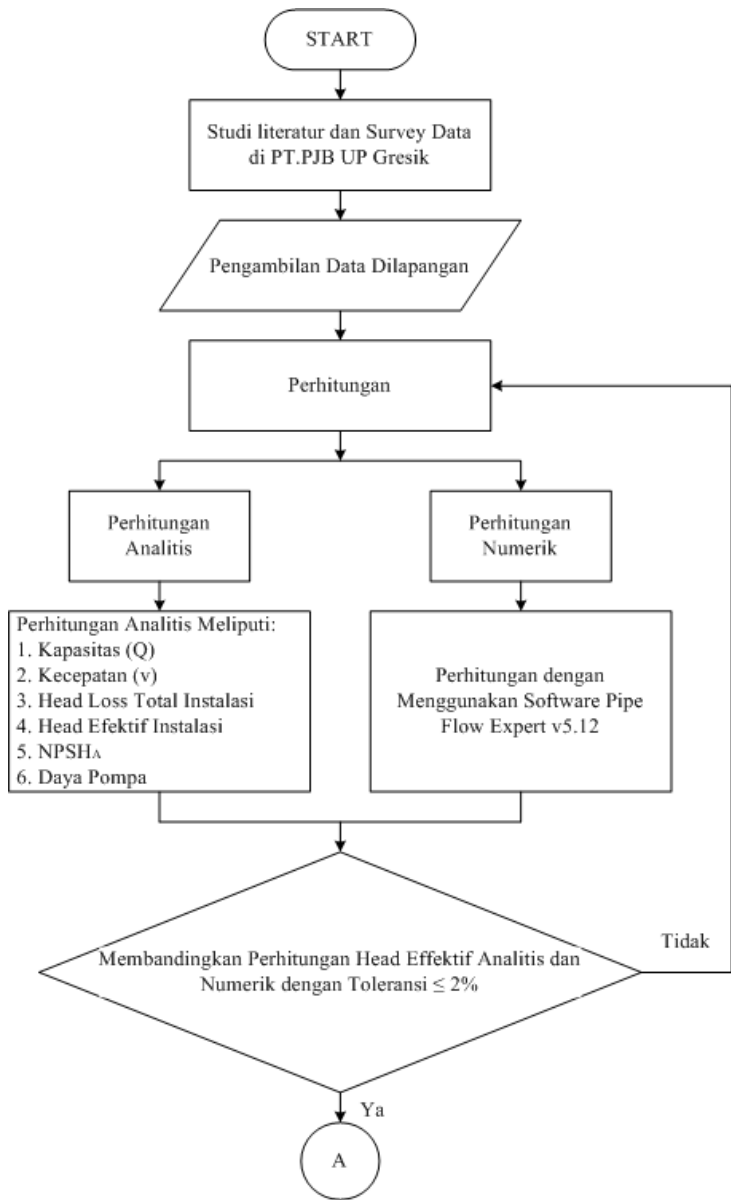 START
Studi literatur dan Survey Data
di PT.PJB UP Gresik
Pengambilan Data Dilapangan
Perhitungan
Perhitungan
Analitis
Perhitungan
Numerik
Perhitungan Analitis Meliputi:
1. Kapasitas (Q)
2. Kecepatan (v)
3. Head Loss Total Instalasi
4. Head Efektif Instalasi
5. NPSHA
6. Daya Pompa
Perhitungan dengan
Menggunakan Software Pipe
Flow Expert v5.12
Membandingkan Perhitungan Head Effektif Analitis dan
Numerik dengan Toleransi ≤ 2%
Tidak
Ya
A